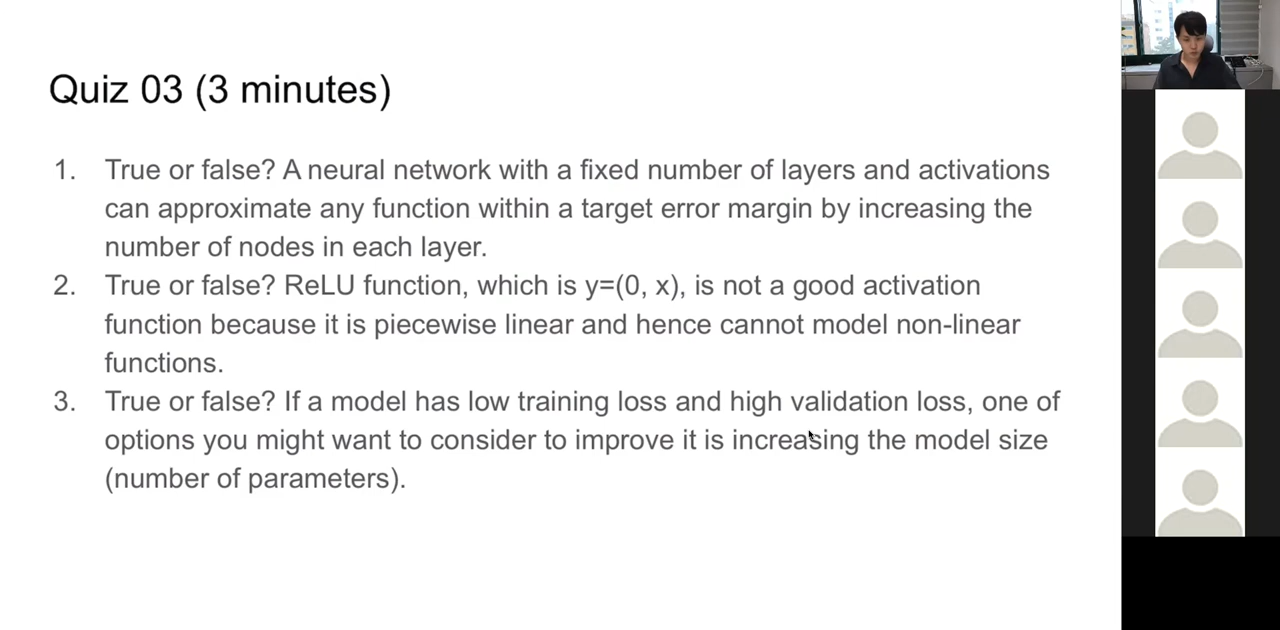 Quiz 03 (3 minutes)
1. True or false? A neural network with a fixed number of layers and activations
can approximate any function within a target error margin by increasing the
number of nodes in each layer.
2. True or false? ReLU function, which is y=(0, x), is not a good activation
function because it is piecewise linear and hence cannot model non-linear
functions.
3. True or false? If a model has low training loss and high validation loss, one of
options you might want to consider to improve it is increasing the model size
(number of parameters).